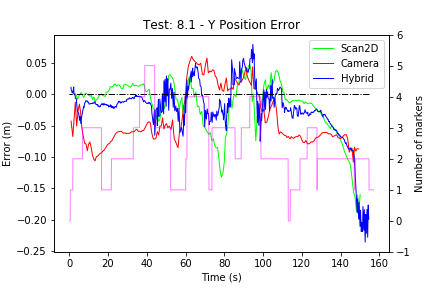 Test: 8.1 - Y Position Error
Scan2D
Camera
Hybrid
Error (m)
0.05
0.00
−0.05
−0.10
−0.15
−0.20
−0.25
6
5
4
3
2
1
0
−1
Number of markers
0 20 40 60 80 100 120 140 160
Time (s)